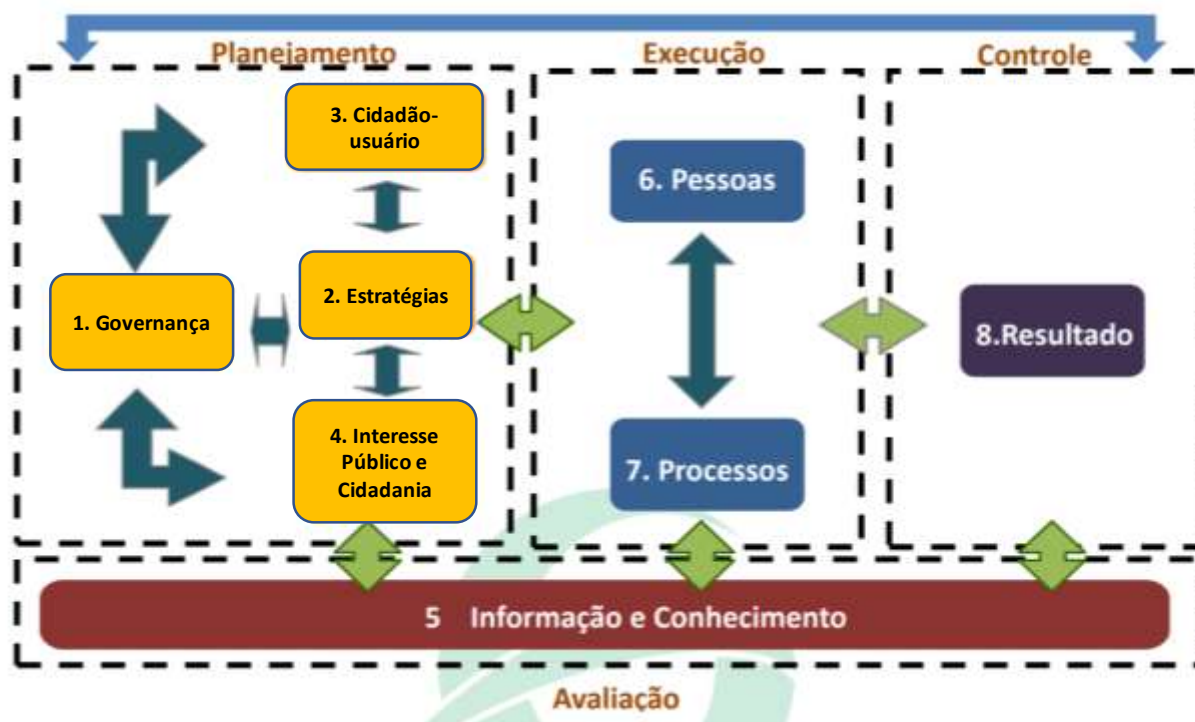 Planejamento
Execução
Controle
3. Cidadão-
usuário
6. Pessoas
2. Estratégias
1. Governança
8.Resultado
4. Interesse
Público e
Cidadania
7. Processos
5 Informação e Conhecimento
Avaliação